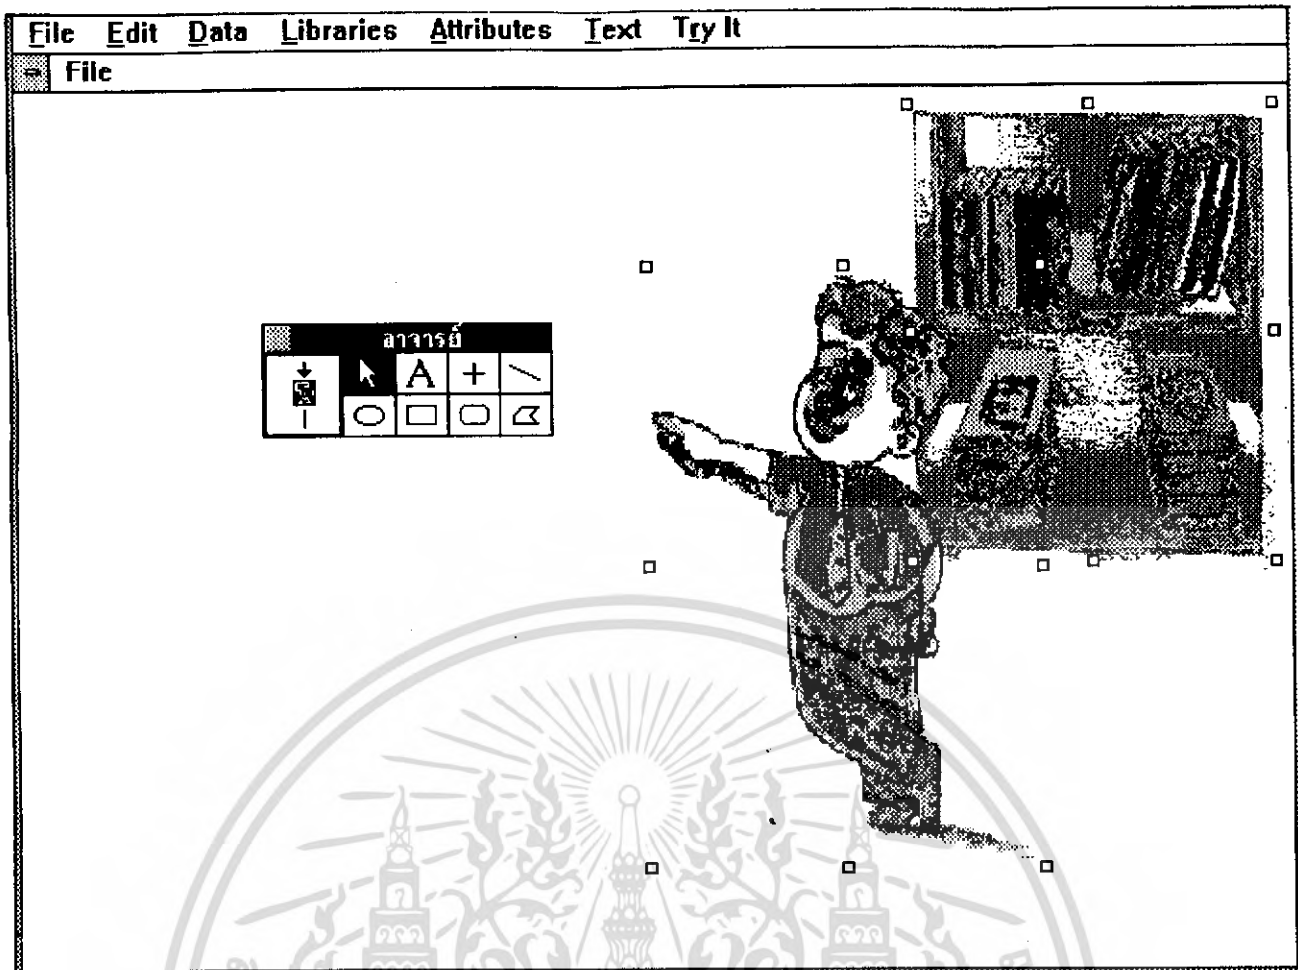 File Edit Data Libraries Attributes Text Try It
File
อาจารย์
A